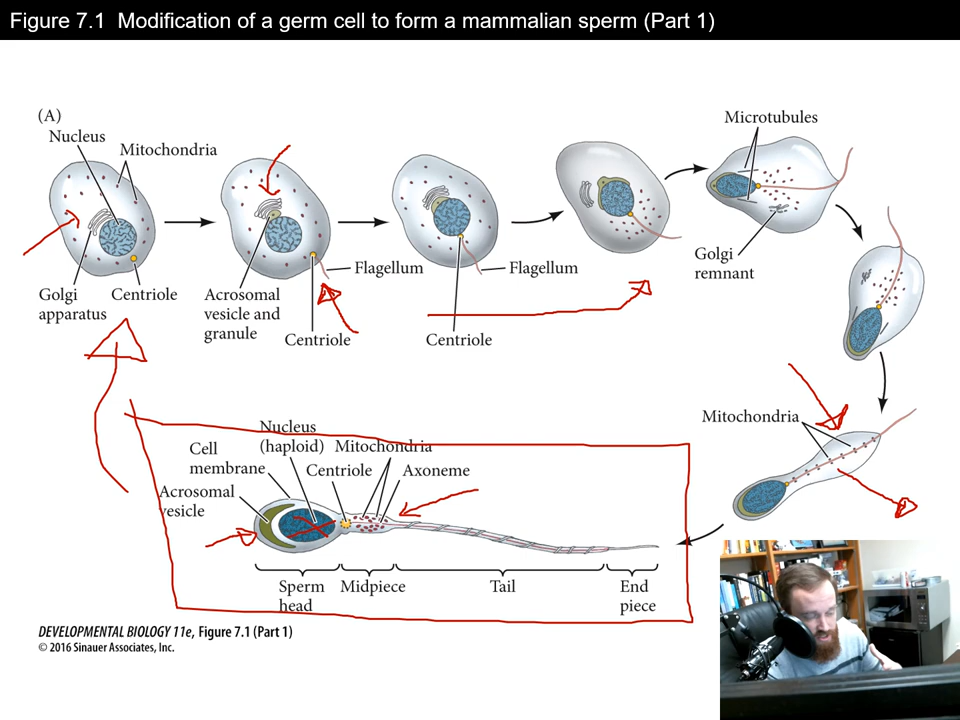 Figure 7.1 Modification of a germ cell to form a mammalian sperm (Part 1)
(A)
Nucleus
Mitochondria
Golgi
apparatus
Centriole
Acrosomal
vesicle and
granule
Flagellum
Centriole
Flagellum
Centriole
Microtubules
Golgi
remnant
Mitochondria
Nucleus
(haploid)
Mitochondria
Cell
membrane
Centriole
Axoneme
Acrosomal
vesicle
Sperm
head
Midpiece
Tail
End
piece
DEVELOPMENTAL BIOLOGY 11e, Figure 7.1 (Part 1)
© 2016 Sinauer Associates, Inc.